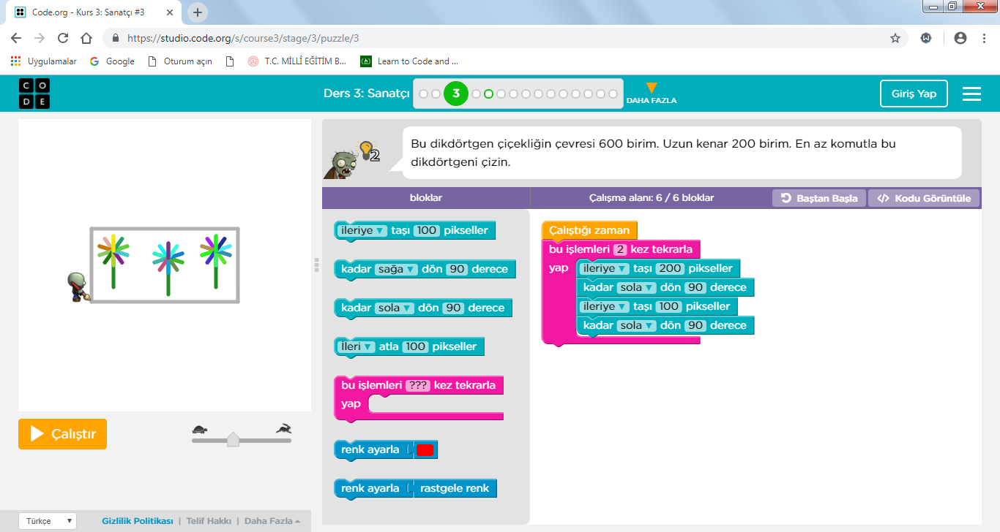 Code.org - Kurs 3: Sanatçı #3
https://studio.code.org/s/course3/stage/3/puzzle/3
Uygulamalar Google Oturum açın T.C. MİLLÎ EĞİTİM B... Learn to Code and ...
C O
D E
Ders 3: Sanatçı 3 DAHA FAZLA Giriş Yap
2
Bu dikdörtgen çiçekliğin çevresi 600 birim. Uzun kenar 200 birim. En az komutla bu
dikdörtgeni çizin.
bloklar Çalışma alanı: 6 / 6 bloklar Baştan Başla </> Kodu Görüntüle
ileriye taşı 100 pikseller
kadar sağa dön 90 derece
kadar sola dön 90 derece
Ileri atla 100 pikseller
bu işlemleri ??? kez tekrarla
yap
renk ayarla
renk ayarla rastgele renk
Çalıştığı zaman
bu işlemleri 2 kez tekrarla
yap ileriye taşı 200 pikseller
kadar sola dön 90 derece
ileriye taşı 100 pikseller
kadar sola dön 90 derece
Çalıştır
Türkçe Gizlilik Politikası | Telif Hakkı | Daha Fazla